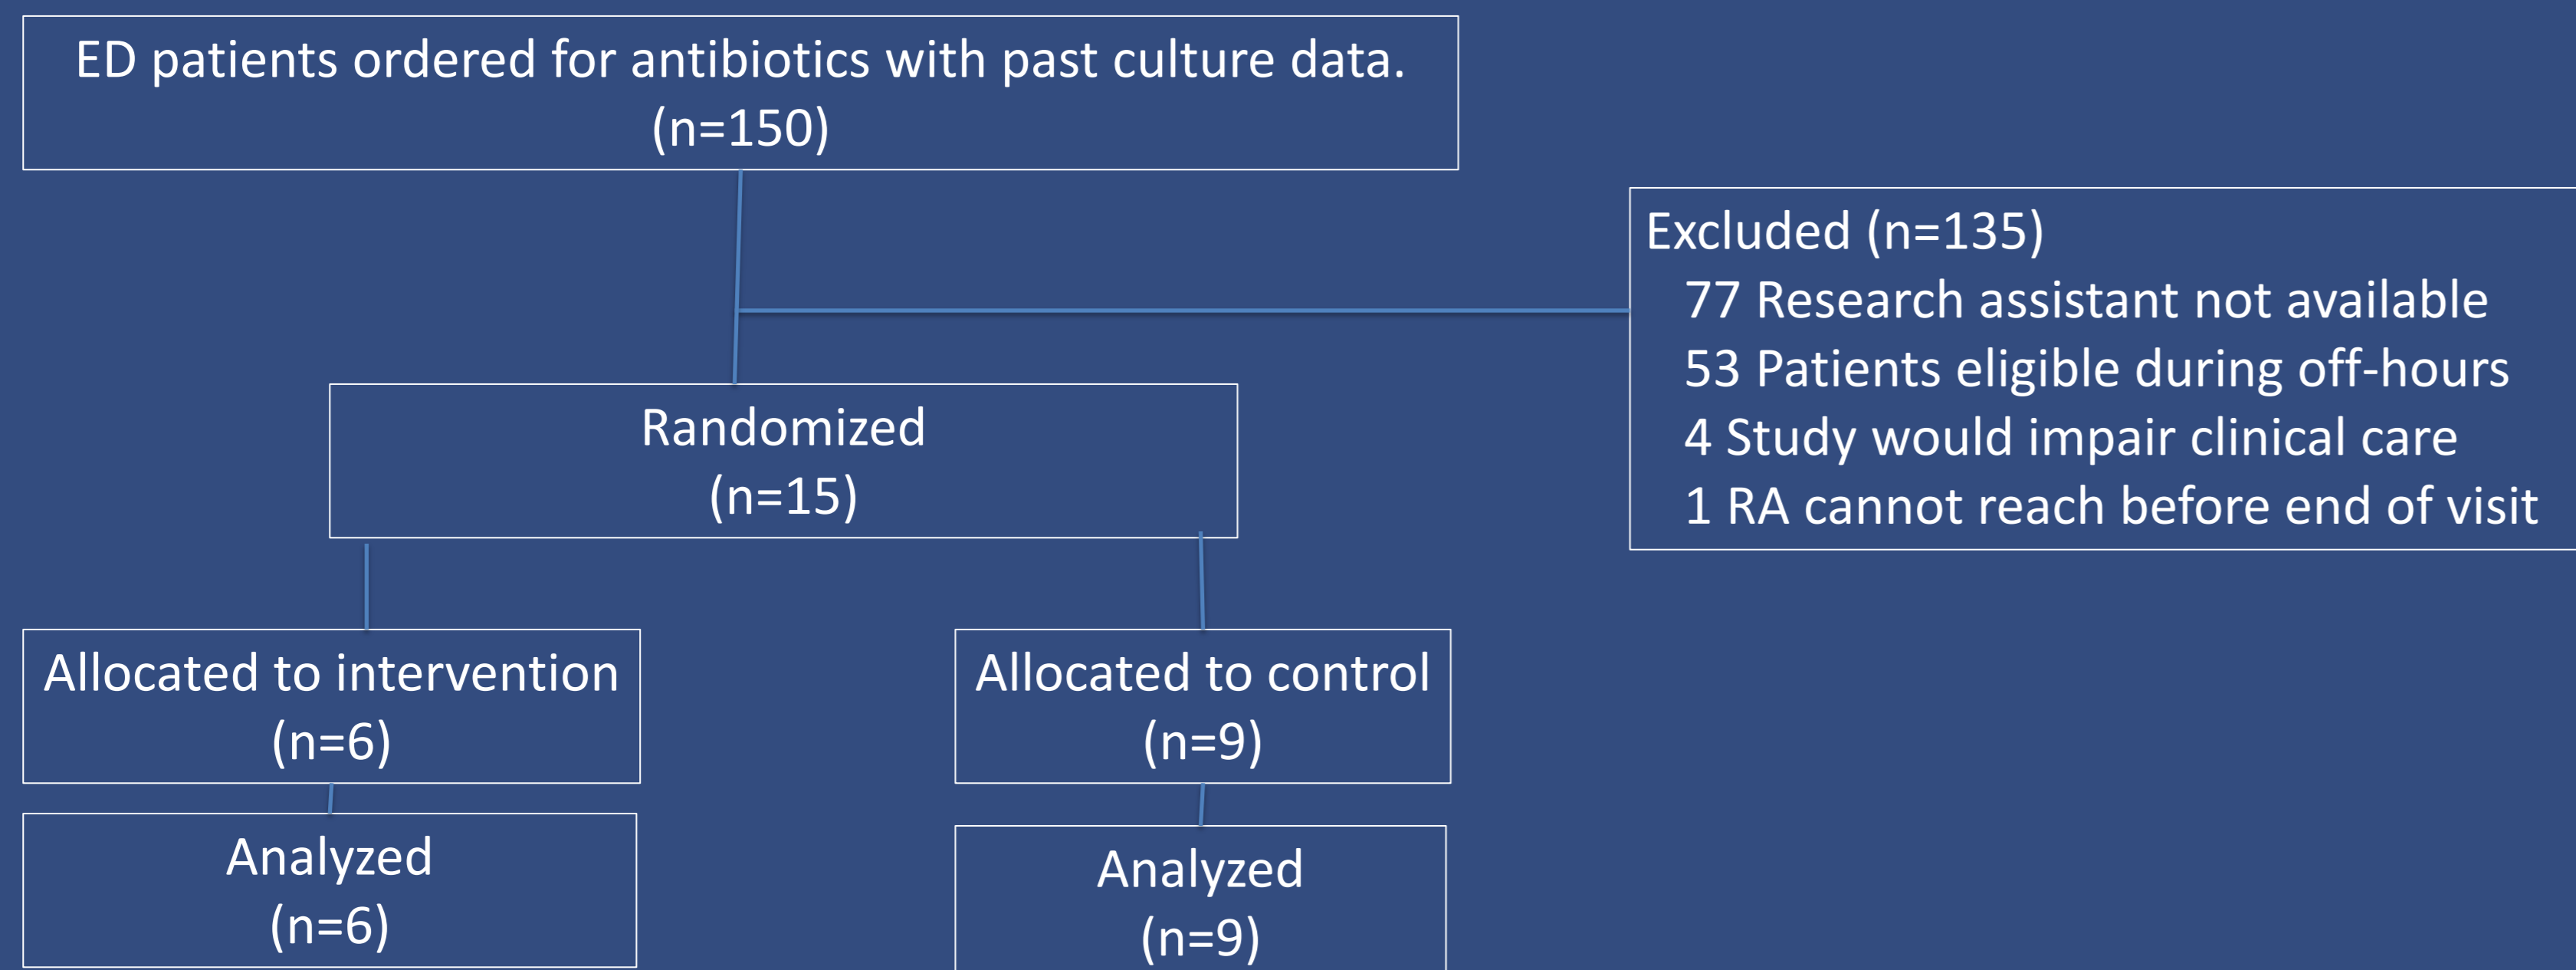 ED patients ordered for antibiotics with past culture data.
(n=150)
Excluded (n=135)
77 Research assistant not available
53 Patients eligible during off-hours
4 Study would impair clinical care
1 RA cannot reach before end of visit
Randomized
(n=15)
Allocated to intervention
(n=6)
Allocated to control
(n=9)
Analyzed
(n=6)
Analyzed
(n=9)